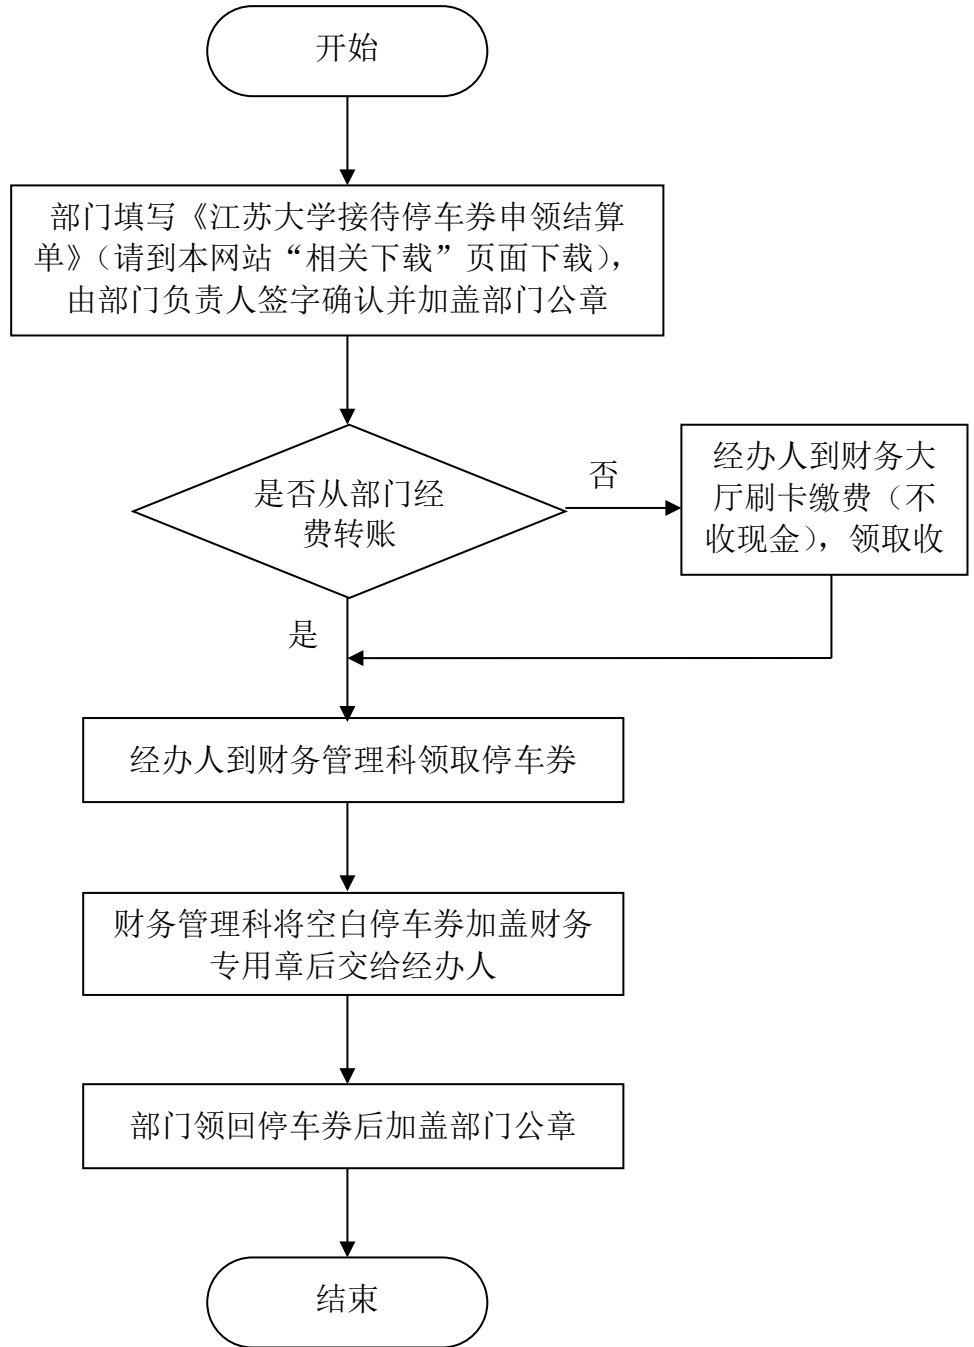 开始
部门填写《江苏大学接待停车券申领结算
单》（请到本网站“相关下载”页面下载），
由部门负责人签字确认并加盖部门公章
是否从部门经
费转账
否
经办人到财务大
厅刷卡缴费（不
收现金），领取收
是
经办人到财务管理科领取停车券
财务管理科将空白停车券加盖财务
专用章后交给经办人
部门领回停车券后加盖部门公章
结束